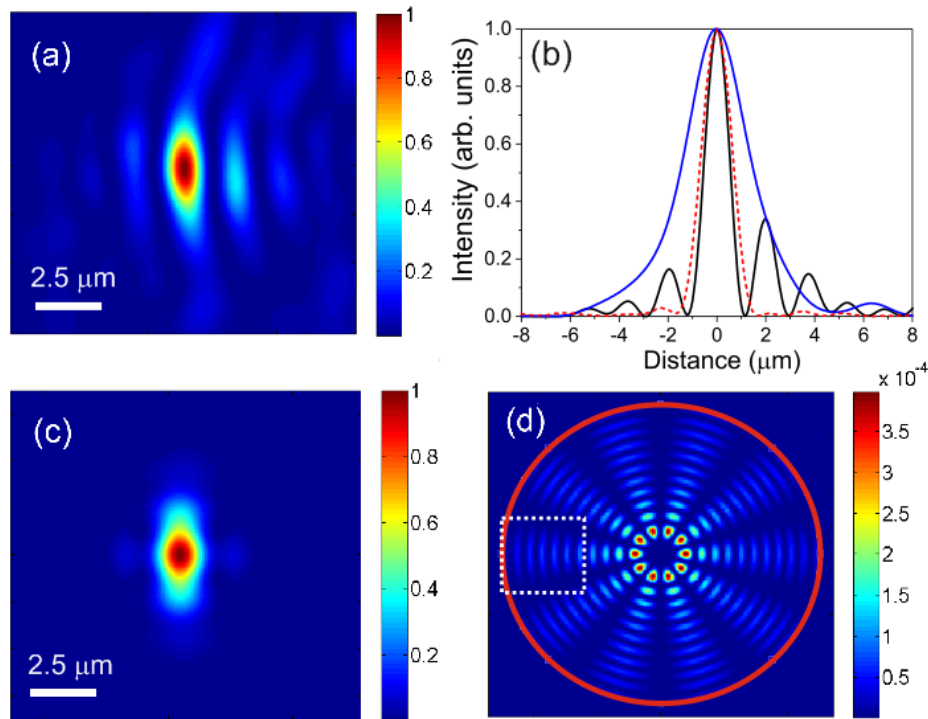 (a)
2.5 μm
1
0.8
0.6
0.4
0.2
(b)
Intensity (arb. units)
1.0
0.8
0.6
0.4
0.2
0.0
-8 -6 -4 -2 0 2 4 6 8
Distance (μm)
(c)
2.5 μm
1
0.8
0.6
0.4
0.2
(d)
x 10⁻⁴
3.5
3
2.5
2
1.5
1
0.5